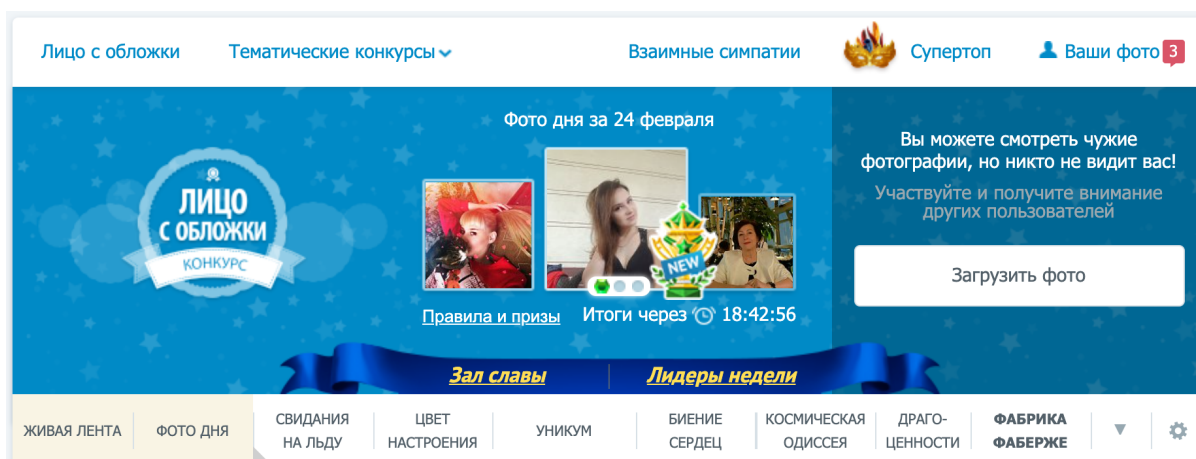 Лицо с обложки
Тематические конкурсы
Взаимные симпатии
Супертоп
Ваши фото 3
ЛИЦО
С ОБЛОЖКИ
КОНКУРС
Фото дня за 24 февраля
NEW
Правила и призы
Итоги через 18:42:56
Вы можете смотреть чужие
фотографии, но никто не видит вас!
Участвуйте и получите внимание
других пользователей
Загрузить фото
Зал славы
Лидеры недели
ЖИВАЯ ЛЕНТА
ФОТО ДНЯ
СВИДАНИЯ
НА ЛЬДУ
ЦВЕТ
НАСТРОЕНИЯ
УНИКУМ
БИЕНИЕ
СЕРДЕЦ
КОСМИЧЕСКАЯ
ОДИССЕЯ
ДРАГО-
ЦЕННОСТИ
ФАБРИКА
ФАБЕРЖЕ